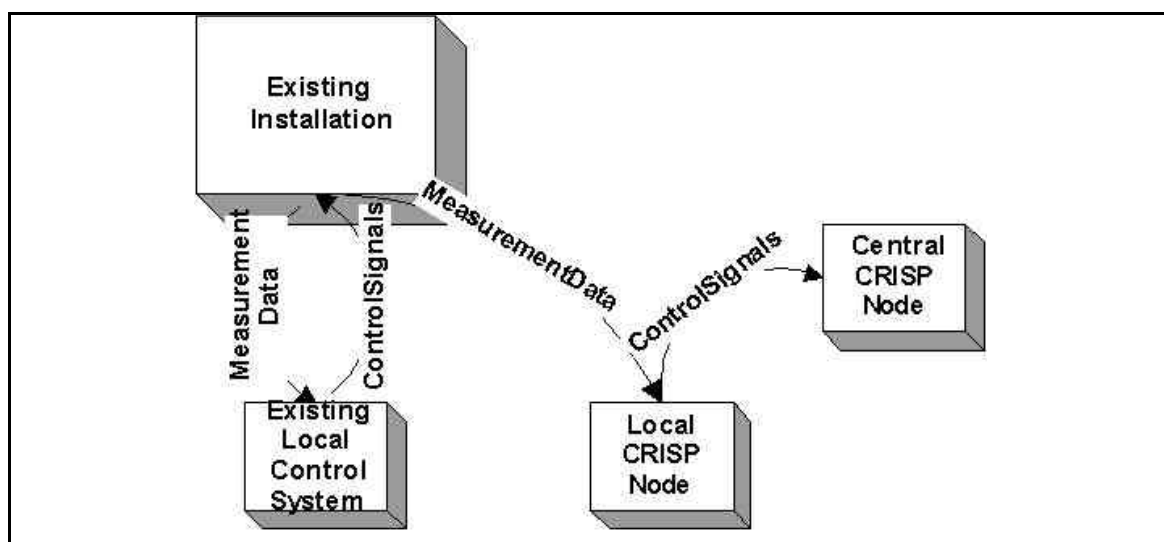 Existing
Installation
Measurement
Data
ControlSignals
MeasurementData
ControlSignals
Central
CRISP
Node
Existing
Local
Control
System
Local
CRISP
Node